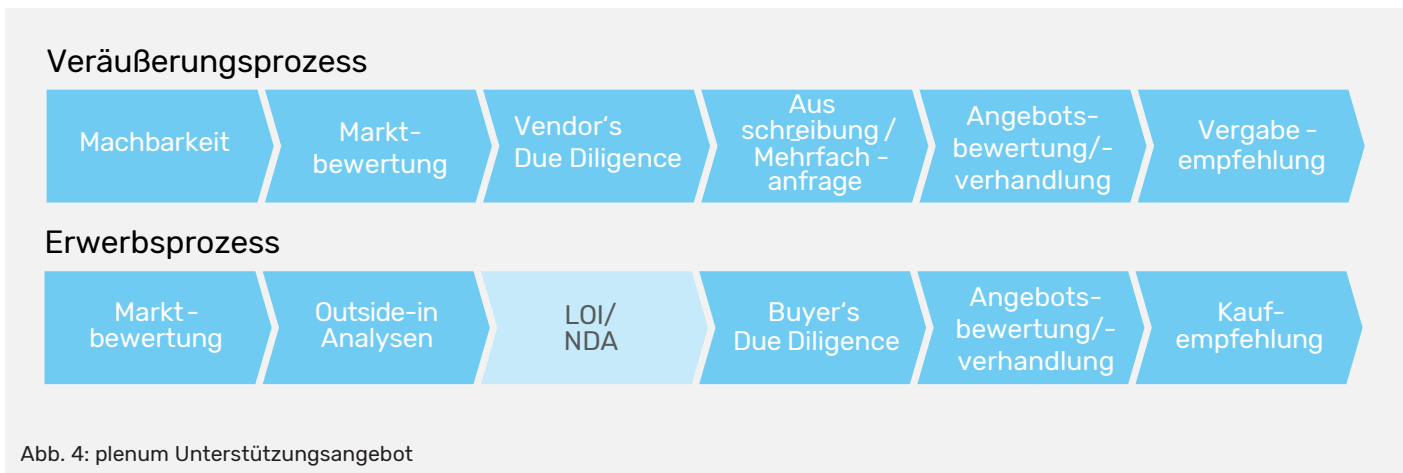 Veräußerungsprozess
Machbarkeit
Markt-
bewertung
Vendor‘s
Due Diligence
Aus
schreibung /
Mehrfach -
anfrage
Angebots-
bewertung/-
verhandlung
Vergabe -
empfehlung
Erwerbsprozess
Markt-
bewertung
Outside-in
Analysen
LOI/
NDA
Buyer‘s
Due Diligence
Angebots-
bewertung/-
verhandlung
Kauf-
empfehlung
Abb. 4: plenum Unterstützungsangebot